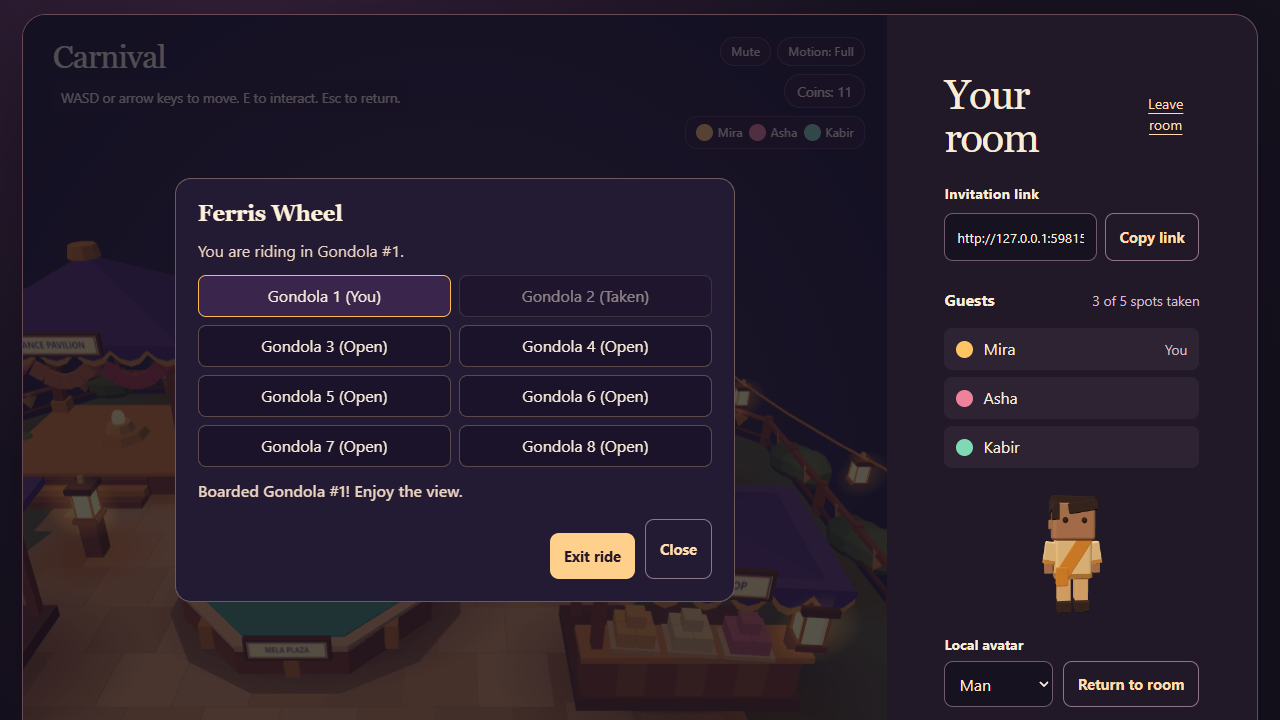 Carnival
WASD or arrow keys to move. E to interact. Esc to return.
Mute
Motion: Full
Coins: 11
Mira Asha Kabir
Ferris Wheel
You are riding in Gondola #1.
Gondola 1 (You)
Gondola 2 (Taken)
Gondola 3 (Open)
Gondola 4 (Open)
Gondola 5 (Open)
Gondola 6 (Open)
Gondola 7 (Open)
Gondola 8 (Open)
Boarded Gondola #1! Enjoy the view.
Exit ride
Close
PAVILION
MELA PLAZA
Your
room
Leave
room
Invitation link
http://127.0.0.1:59815
Copy link
Guests
3 of 5 spots taken
Mira
You
Asha
Kabir
Local avatar
Man
Return to room